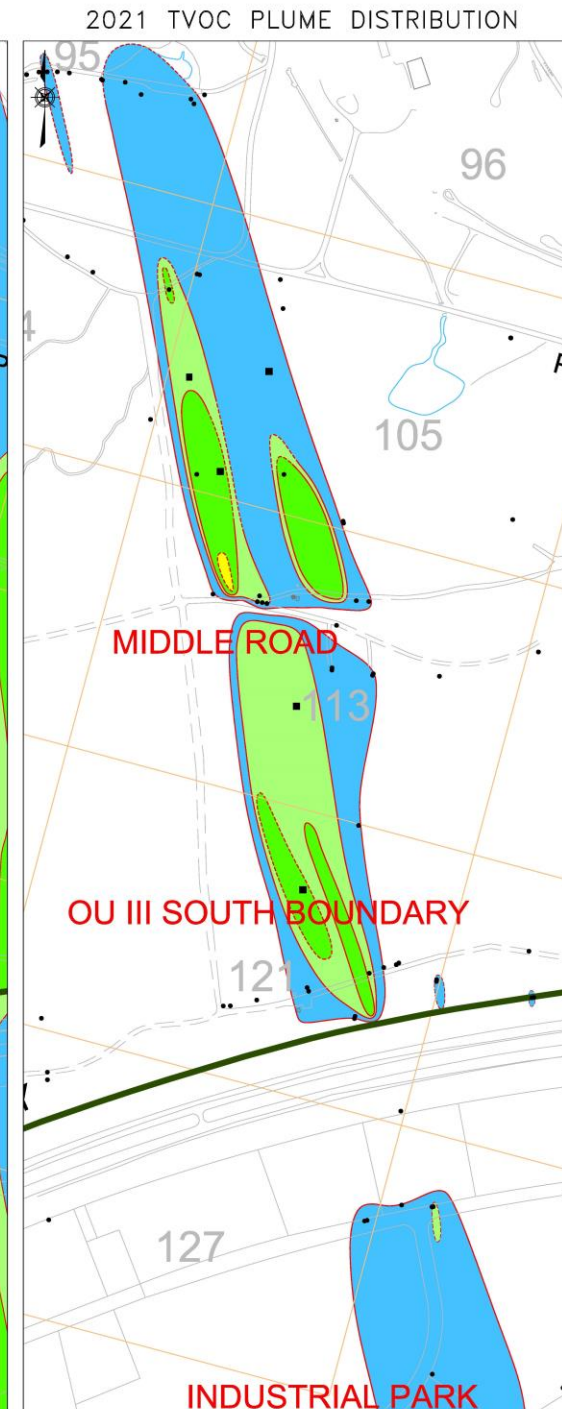 2021 TVOC PLUME DISTRIBUTION
95
96
105
MIDDLE ROAD
113
OU III SOUTH BOUNDARY
121
127
INDUSTRIAL PARK